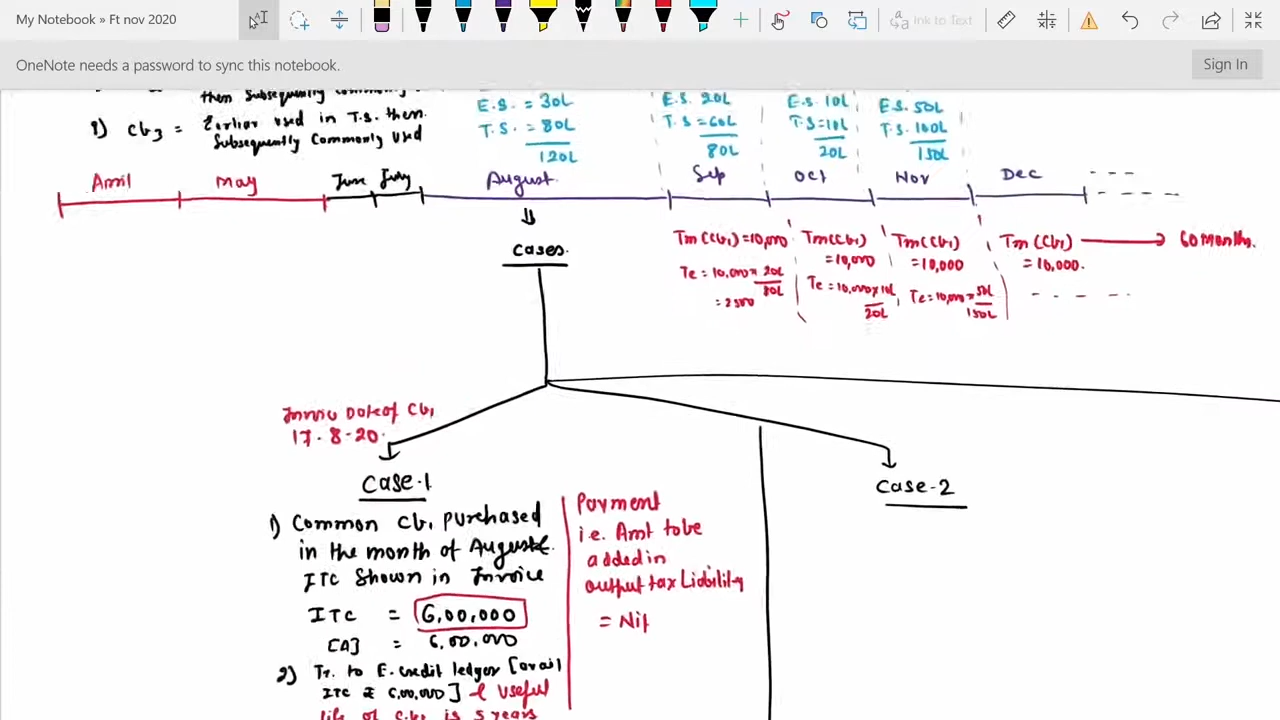 My Notebook » Ft nov 2020
Ink to Text
OneNote needs a password to sync this notebook.
Sign In
then Subsequently
2) CG3 = Earlier used in T.S. then
Subsequently Commonly Used
E.S. = 30L
T.S. = 80L
120L
E.S. 20L
T.S = 60L
80L
E.S. 10L
T.S = 10L
20L
E.S. 50L
T.S. 100L
150L
April May June July August Sep Oct Nov Dec
Cases.
Tm (CG1) = 10,000
Te = 10,000 × 20L
80L
= 2500
Tm (CG1)
= 10,000
Te = 10,000 × 10L
20L
Tm (CG1)
= 10,000
Te = 10,000 × 50L
150L
Tm (CG1)
= 10,000.
60 Months.
Invoice Date of CG1
17.8.20.
Case-1
1) Common CG1 purchased
in the month of August.
ITC Shown in Invoice
ITC = 6,00,000
[A] = 6,00,000
2) Tr. to E. credit ledger [avail
ITC ₹ 6,00,000] & Useful
life of CG1 is 5 years
Payment
i.e. Amt to be
added in
output tax Liability
= Nil
Case-2